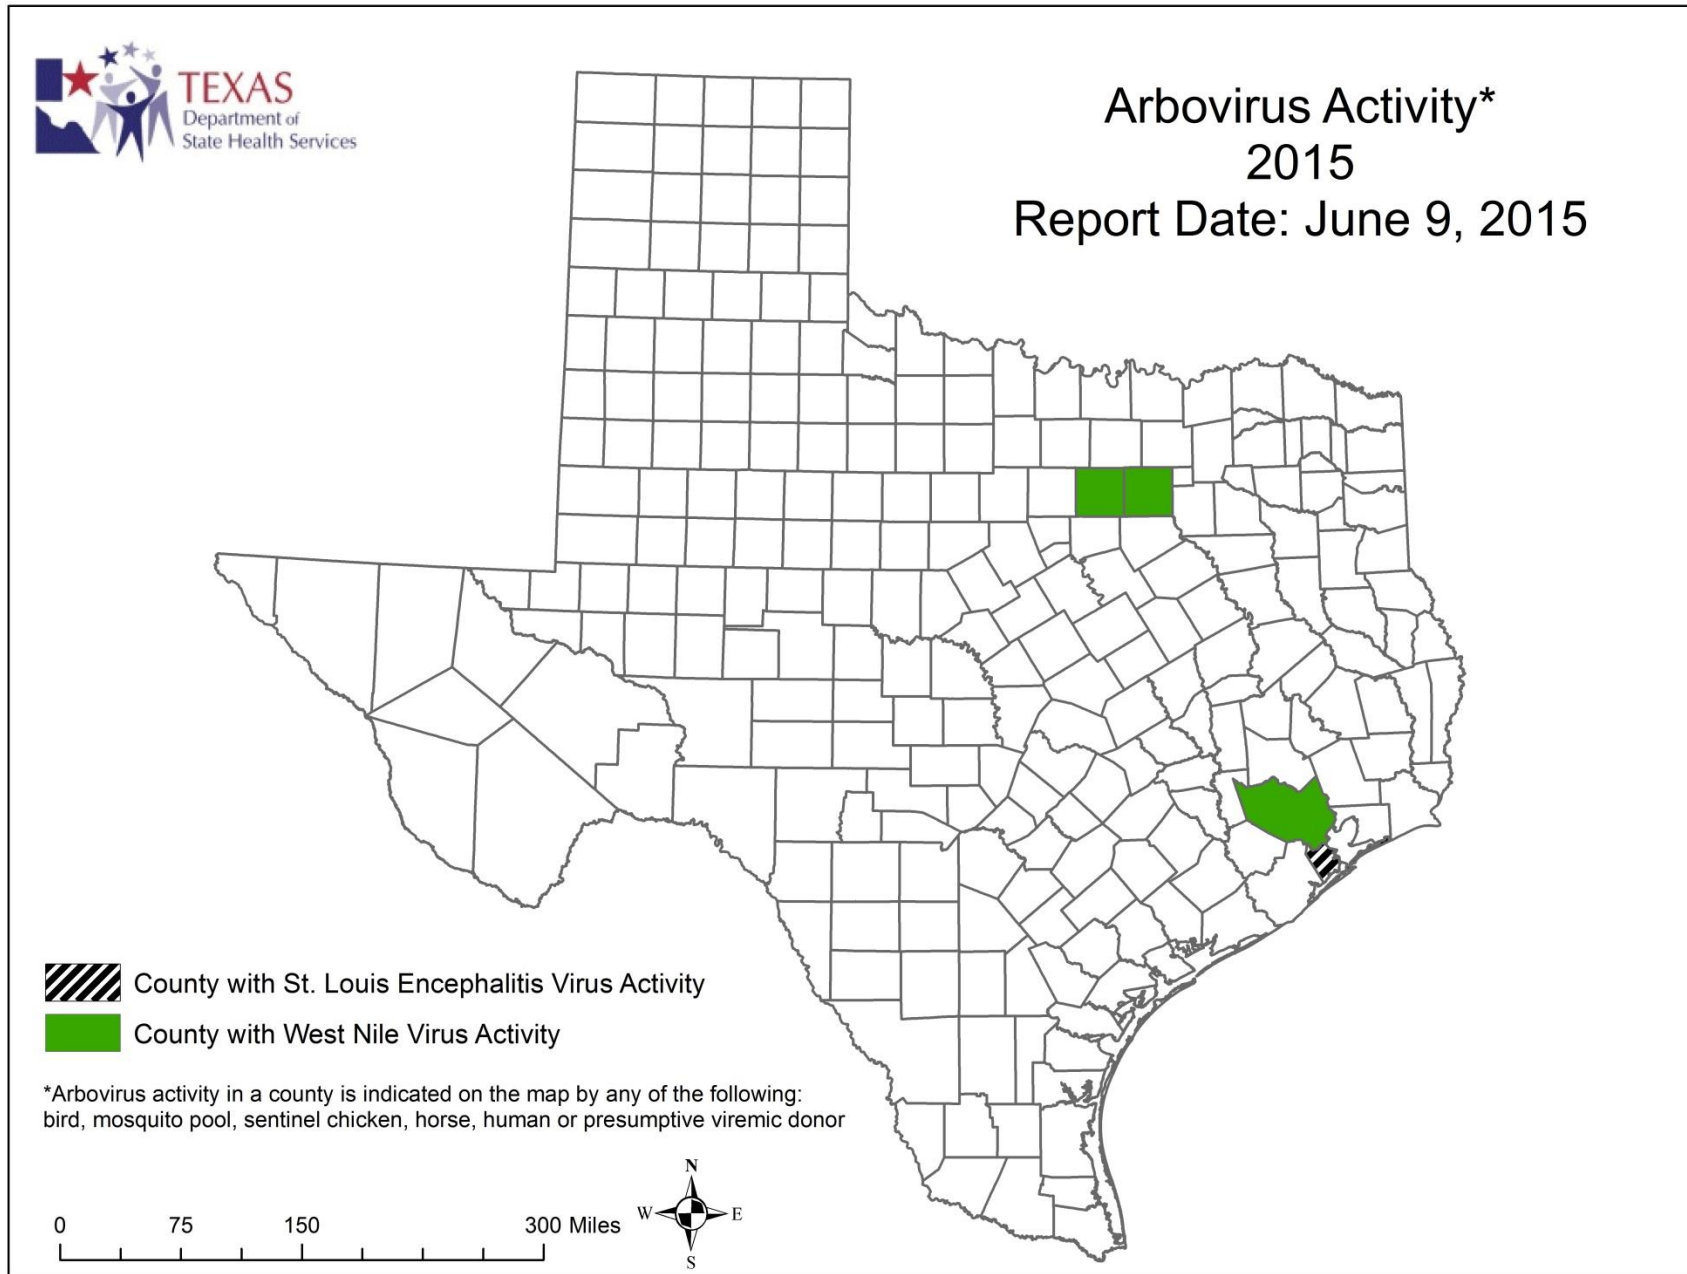 TEXAS
Department of
State Health Services
Arbovirus Activity*
2015
Report Date: June 9, 2015
County with St. Louis Encephalitis Virus Activity
County with West Nile Virus Activity
*Arbovirus activity in a county is indicated on the map by any of the following:
bird, mosquito pool, sentinel chicken, horse, human or presumptive viremic donor
0 75 150 300 Miles
N
W E
S